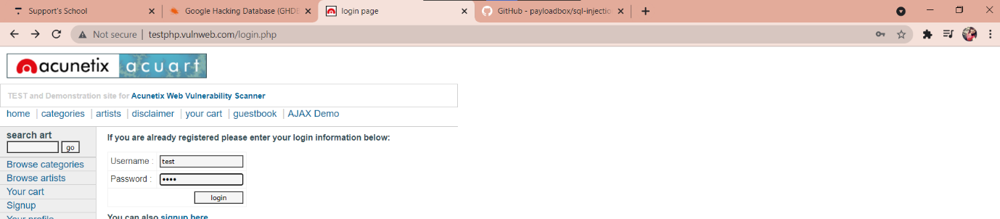 Support's School
Google Hacking Database (GHDB
login page
GitHub - payloadbox/sql-injectio
Not secure | testphp.vulnweb.com/login.php
acunetix acuart
TEST and Demonstration site for Acunetix Web Vulnerability Scanner
home | categories | artists | disclaimer | your cart | guestbook | AJAX Demo
search art
go
Browse categories
Browse artists
Your cart
Signup
Your profile
If you are already registered please enter your login information below:
Username : test
Password : ••••
login
You can also signup here